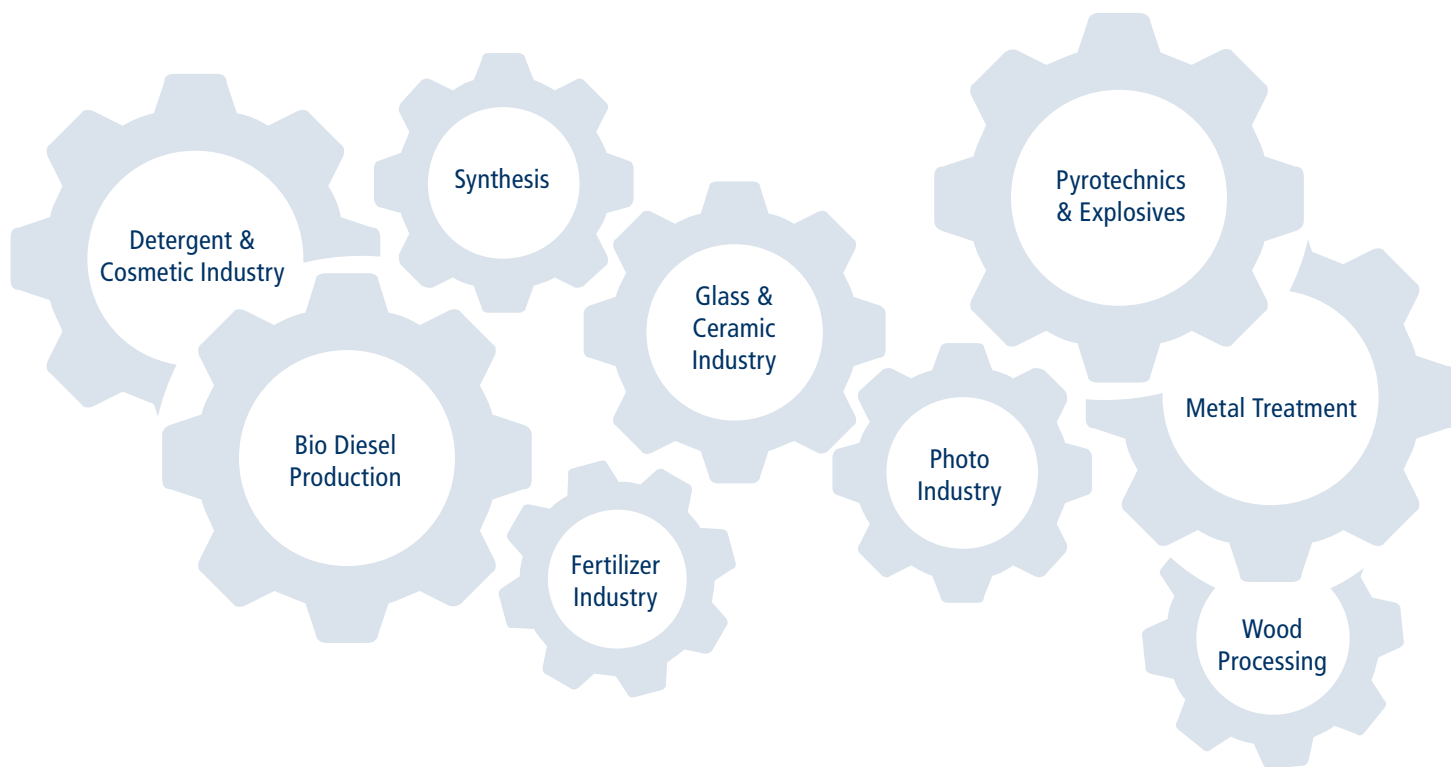 Detergent &
Cosmetic Industry
Synthesis
Bio Diesel
Production
Fertilizer
Industry
Glass &
Ceramic
Industry
Photo
Industry
Pyrotechnics
& Explosives
Metal Treatment
Wood
Processing